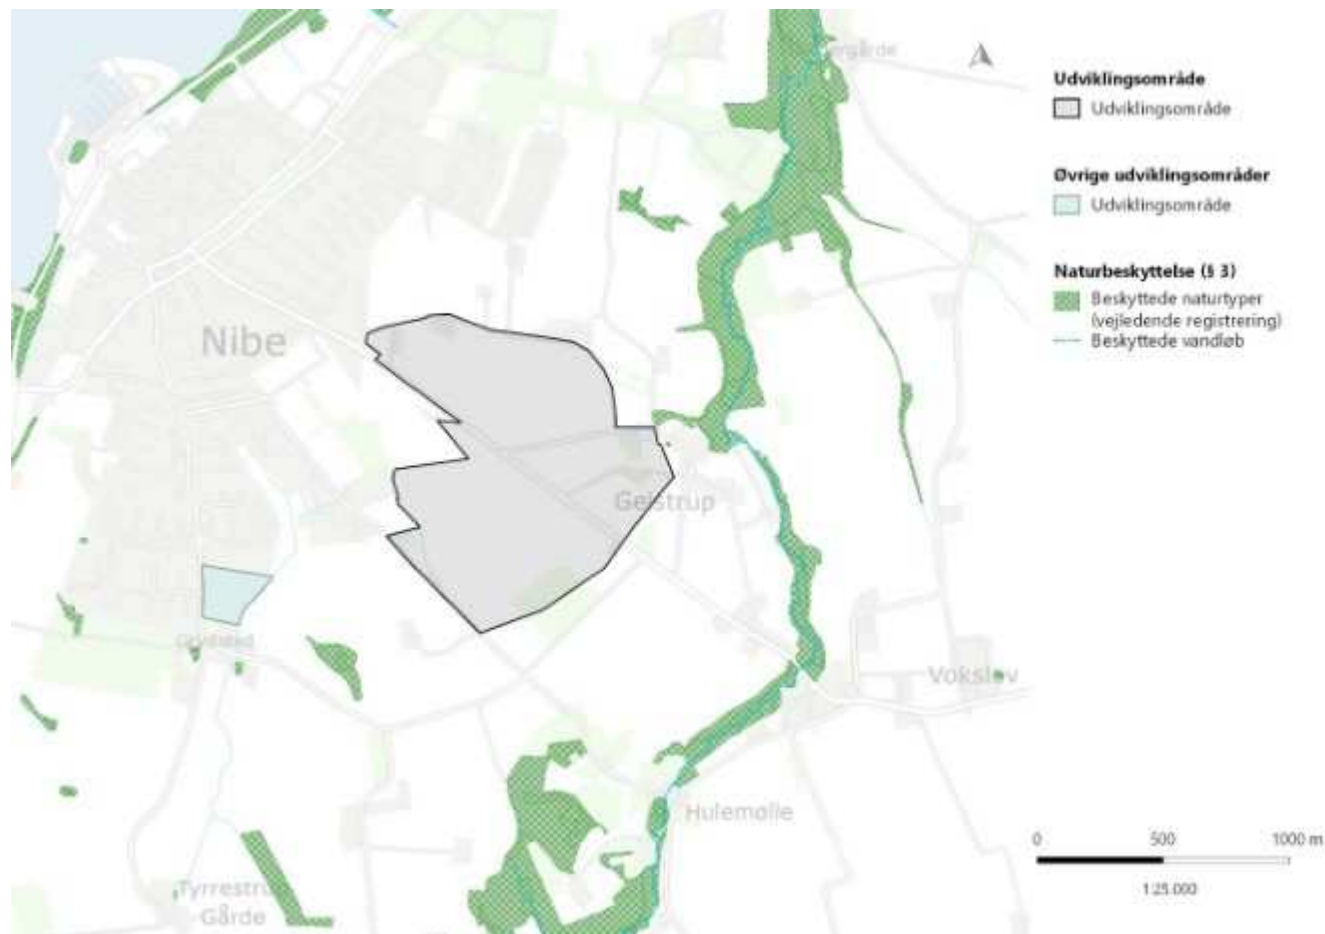 Nibe
Gelstrup
Vokslev
Hulemølle
Tyrrestrup
Gårde
Udviklingsområde
Udviklingsområde
Øvrige udviklingsområder
Udviklingsområde
Naturbeskyttelse (§ 3)
Beskyttede naturtyper
(vejledende registrering)
Beskyttede vandløb
0 500 1000 m
1:25.000